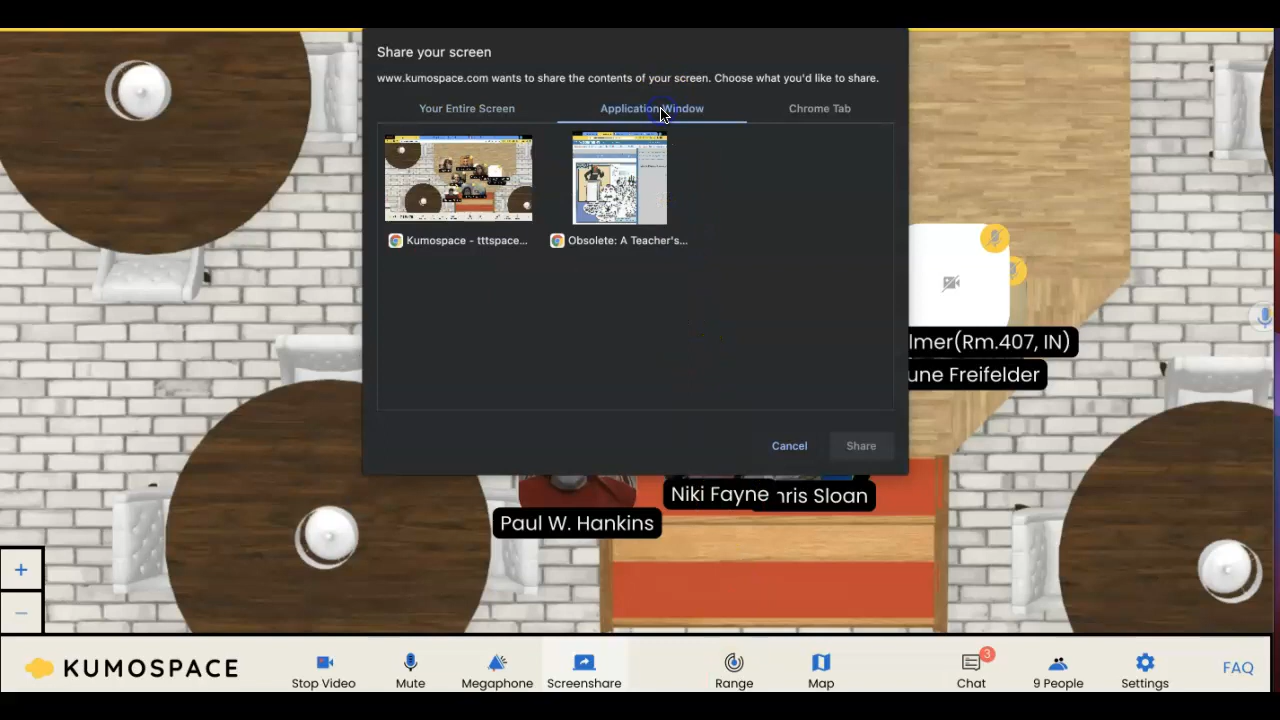 Share your screen
www.kumospace.com wants to share the contents of your screen. Choose what you'd like to share.
Your Entire Screen
Application Window
Chrome Tab
Kumospace - tttspace...
Obsolete: A Teacher's...
lmer(Rm.407, IN)
une Freifelder
Cancel
Share
Niki Fayne
hris Sloan
Paul W. Hankins
+
−
KUMOSPACE
Stop Video
Mute
Megaphone
Screenshare
Range
Map
3
Chat
9 People
Settings
FAQ